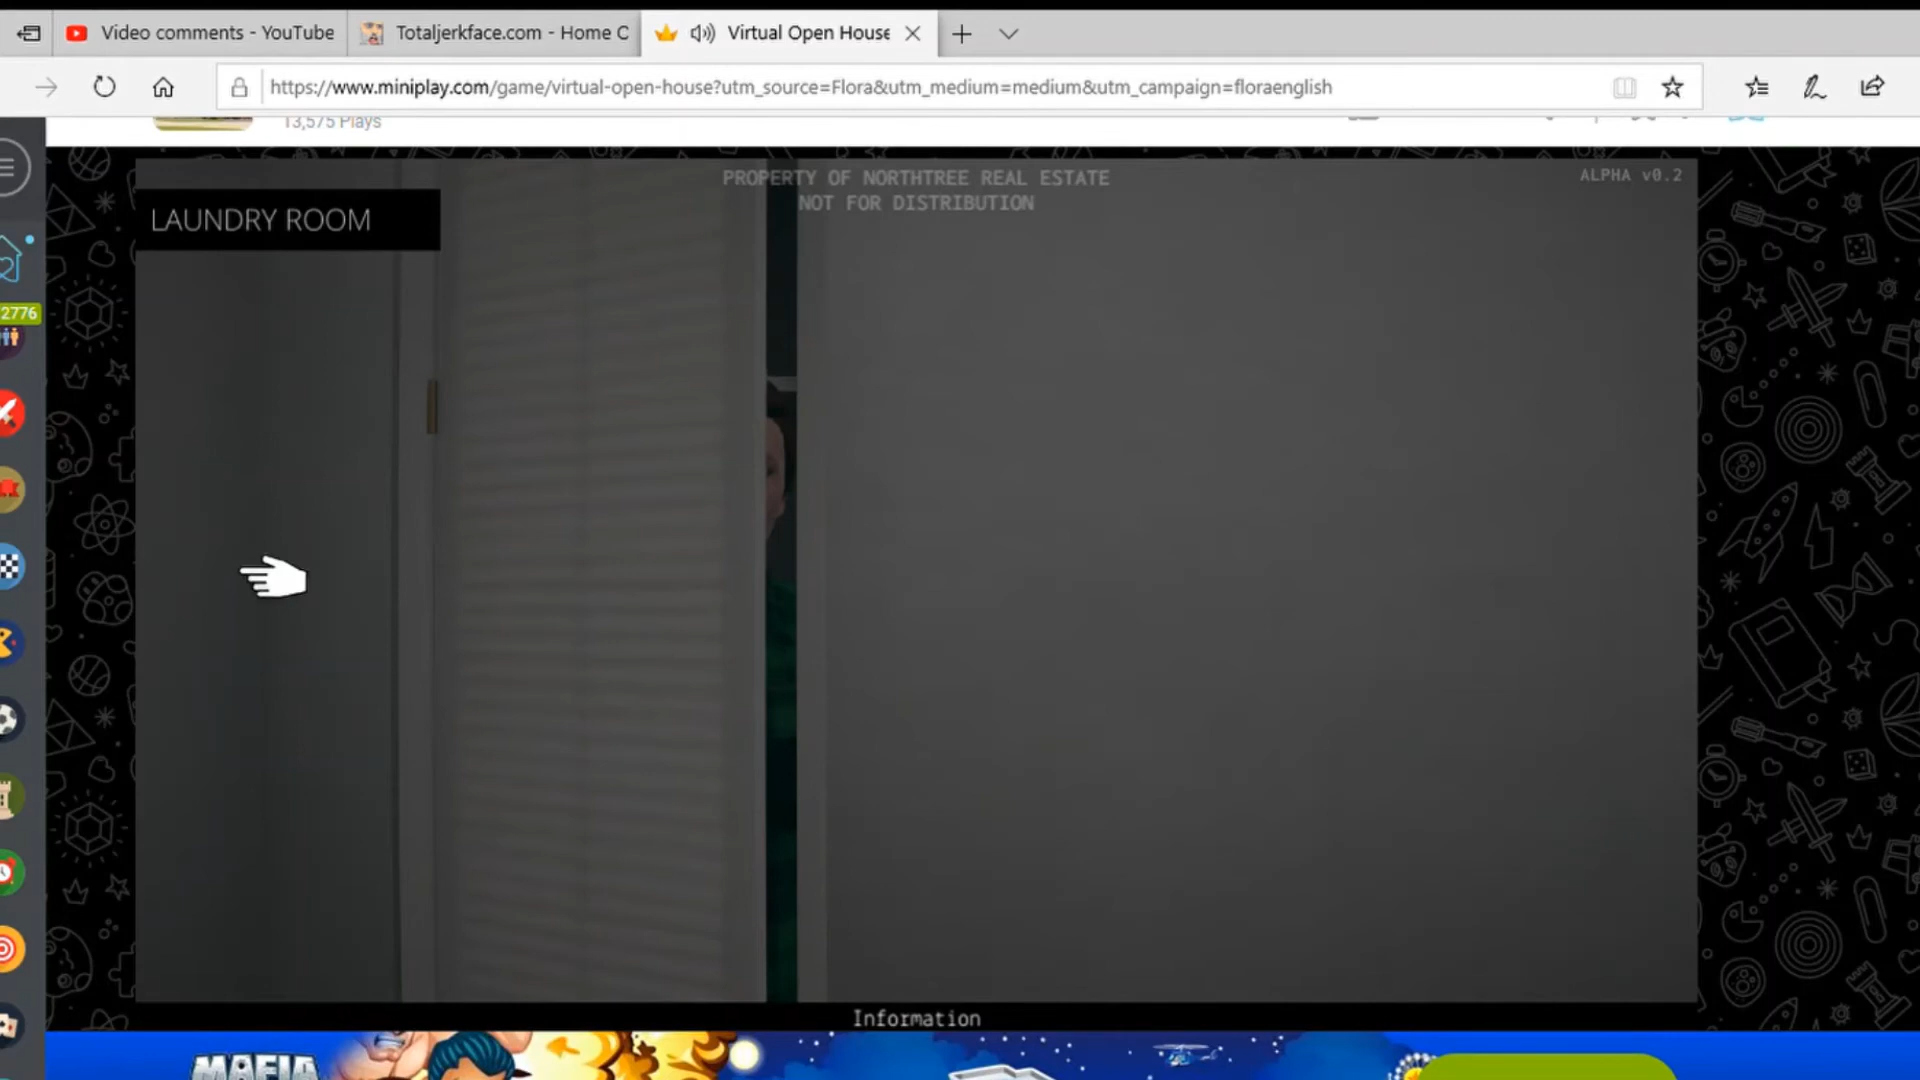 Video comments - YouTube
Totaljerkface.com - Home C
Virtual Open House
https://www.miniplay.com/game/virtual-open-house?utm_source=Flora&utm_medium=medium&utm_campaign=floraenglish
13,575 Plays
PROPERTY OF NORTHTREE REAL ESTATE
NOT FOR DISTRIBUTION
ALPHA v0.2
LAUNDRY ROOM
2776
Information
MAFIA